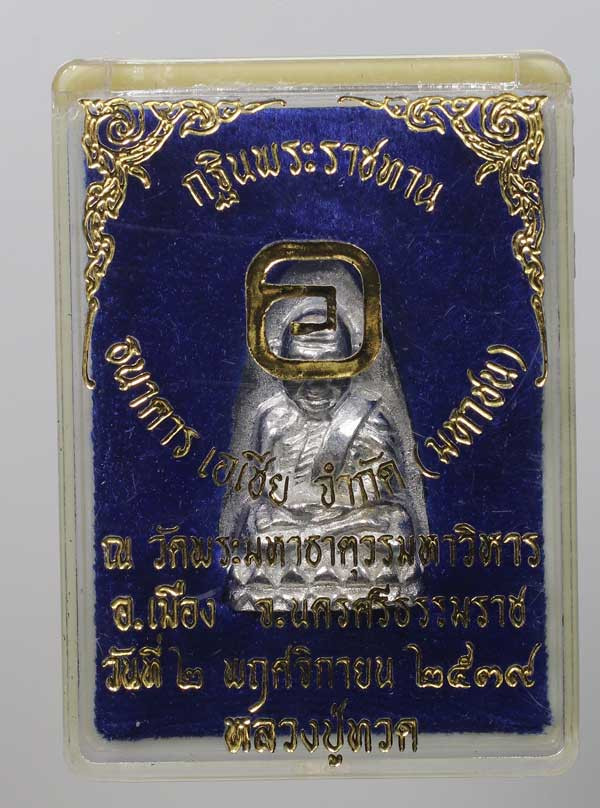 กฐินพระราชทาน
อ
ธนาคาร เอเชีย จำกัด (มหาชน)
ณ วัดพระมหาธาตุวรมหาวิหาร
อ.เมือง จ.นครศรีธรรมราช
วันที่ ๒ พฤศจิกายน ๒๕๓๙
หลวงปู่ทวด